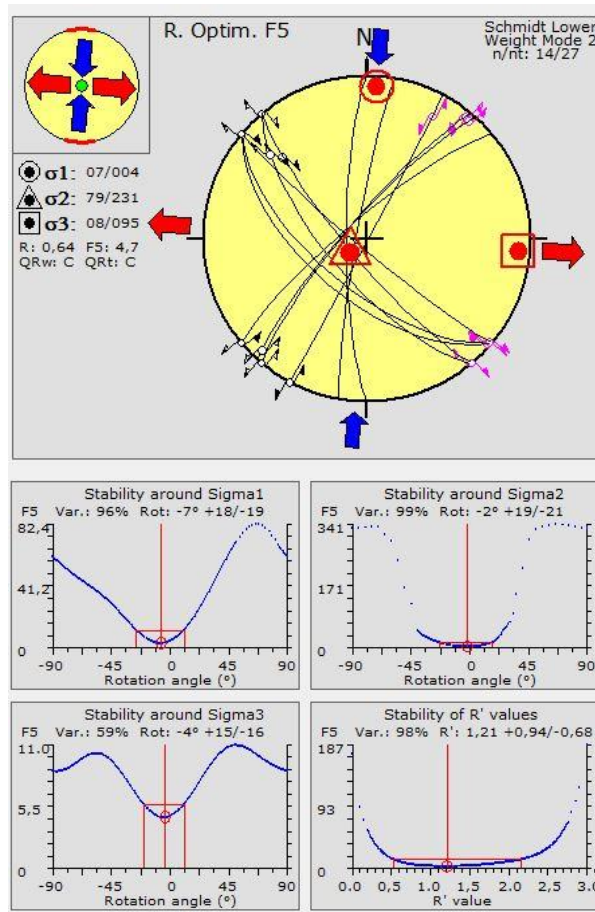 R. Optim. F5
N
Schmidt Lower
Weight Mode 2
n/nt: 14/27
σ1: 07/004
σ2: 79/231
σ3: 08/095
R: 0,64 F5: 4,7
QRw: C QRt: C
Stability around Sigma1
F5 Var.: 96% Rot: -7° +18/-19
82,4
41,2
0
-90 -45 0 45 90
Rotation angle (°)
Stability around Sigma2
F5 Var.: 99% Rot: -2° +19/-21
341
171
0
-90 -45 0 45 90
Rotation angle (°)
Stability around Sigma3
F5 Var.: 59% Rot: -4° +15/-16
11.0
5,5
0
-90 -45 0 45 90
Rotation angle (°)
Stability of R' values
F5 Var.: 98% R': 1,21 +0,94/-0,68
187
93
0
0.0 0,5 1.0 1,5 2.0 2,5 3.0
R' value